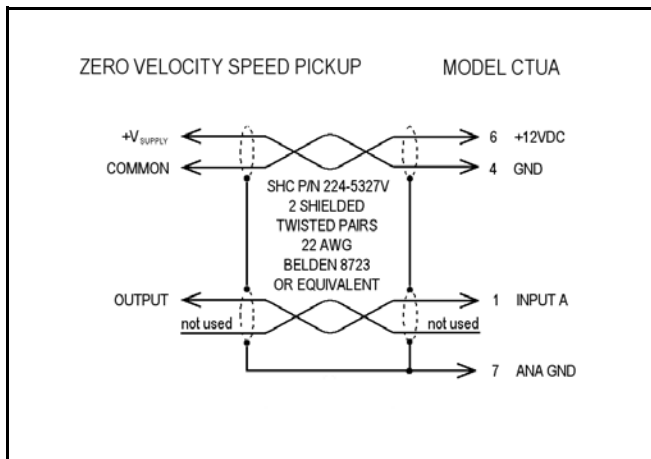 ZERO VELOCITY SPEED PICKUP MODEL CTUA
+V SUPPLY 6 +12VDC
COMMON 4 GND
SHC P/N 224-5327V
2 SHIELDED
TWISTED PAIRS
22 AWG
BELDEN 8723
OR EQUIVALENT
OUTPUT 1 INPUT A
not used not used
7 ANA GND